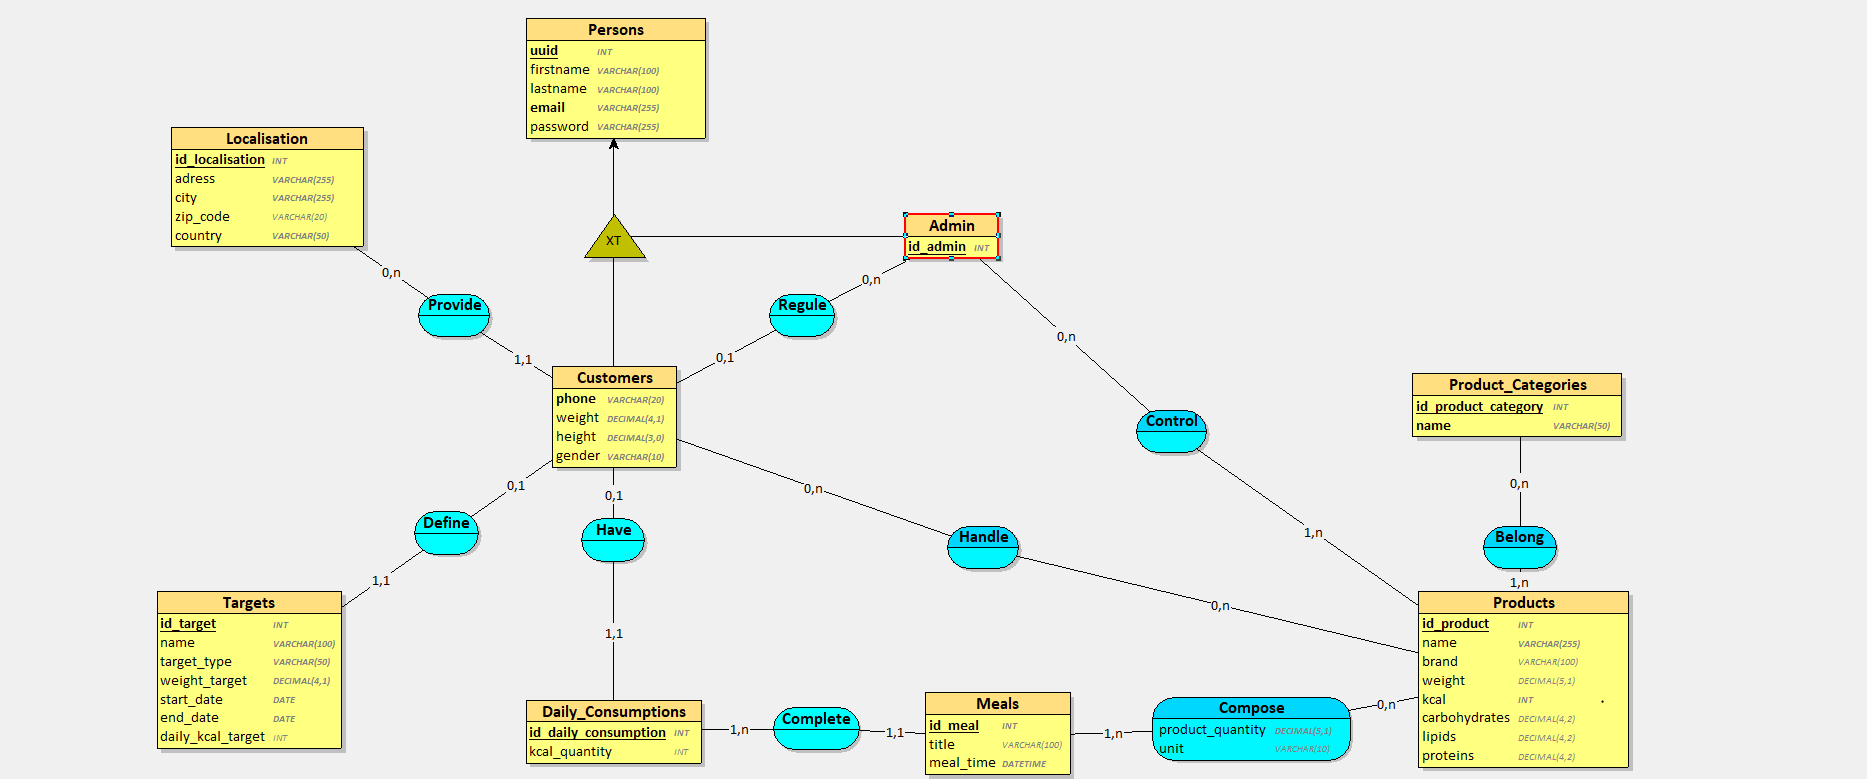 Persons
uuid INT
firstname VARCHAR(100)
lastname VARCHAR(100)
email VARCHAR(255)
password VARCHAR(255)
Localisation
id_localisation INT
adress VARCHAR(255)
city VARCHAR(255)
zip_code VARCHAR(20)
country VARCHAR(50)
XT
Admin
id_admin INT
0,n
Provide
1,1
0,n
Regule
0,1
0,n
Control
1,n
Customers
phone VARCHAR(20)
weight DECIMAL(4,1)
height DECIMAL(3,0)
gender VARCHAR(10)
Product_Categories
id_product_category INT
name VARCHAR(50)
0,n
Belong
1,n
0,1
Define
1,1
0,1
Have
1,1
0,n
Handle
0,n
Targets
id_target INT
name VARCHAR(100)
target_type VARCHAR(50)
weight_target DECIMAL(4,1)
start_date DATE
end_date DATE
daily_kcal_target INT
Products
id_product INT
name VARCHAR(255)
brand VARCHAR(100)
weight DECIMAL(5,1)
kcal INT
carbohydrates DECIMAL(4,2)
lipids DECIMAL(4,2)
proteins DECIMAL(4,2)
Daily_Consumptions
id_daily_consumption INT
kcal_quantity INT
1,n
Complete
1,1
Meals
id_meal INT
title VARCHAR(100)
meal_time DATETIME
1,n
Compose
product_quantity DECIMAL(5,1)
unit VARCHAR(10)
0,n